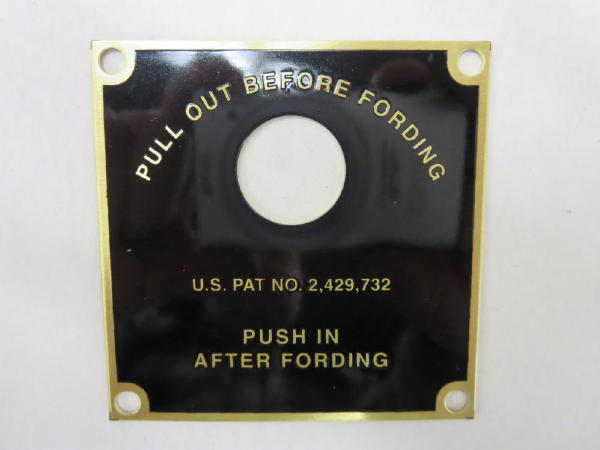 PULL OUT BEFORE FORDING
U.S. PAT NO. 2,429,732
PUSH IN
AFTER FORDING